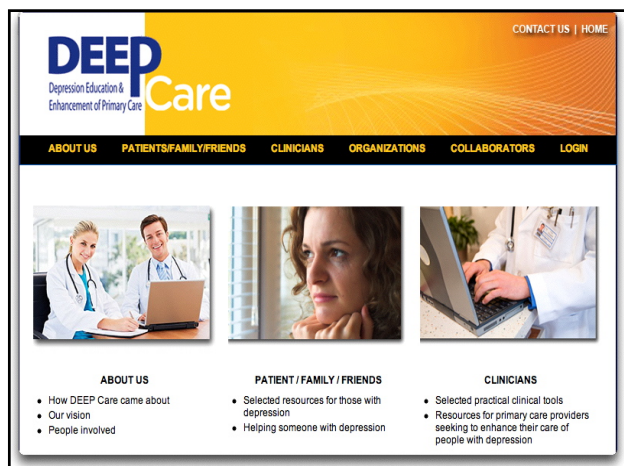 CONTACT US | HOME
DEEP
Depression Education &
Enhancement of Primary Care
Care
ABOUT US PATIENTS/FAMILY/FRIENDS CLINICIANS ORGANIZATIONS COLLABORATORS LOGIN
ABOUT US
• How DEEP Care came about
• Our vision
• People involved
PATIENT / FAMILY / FRIENDS
• Selected resources for those with
depression
• Helping someone with depression
CLINICIANS
• Selected practical clinical tools
• Resources for primary care providers
seeking to enhance their care of
people with depression